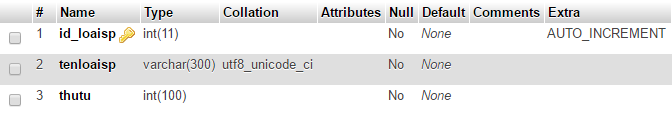 # Name Type Collation Attributes Null Default Comments Extra
1 id_loaisp int(11) No None AUTO_INCREMENT
2 tenloaisp varchar(300) utf8_unicode_ci No None
3 thutu int(100) No None